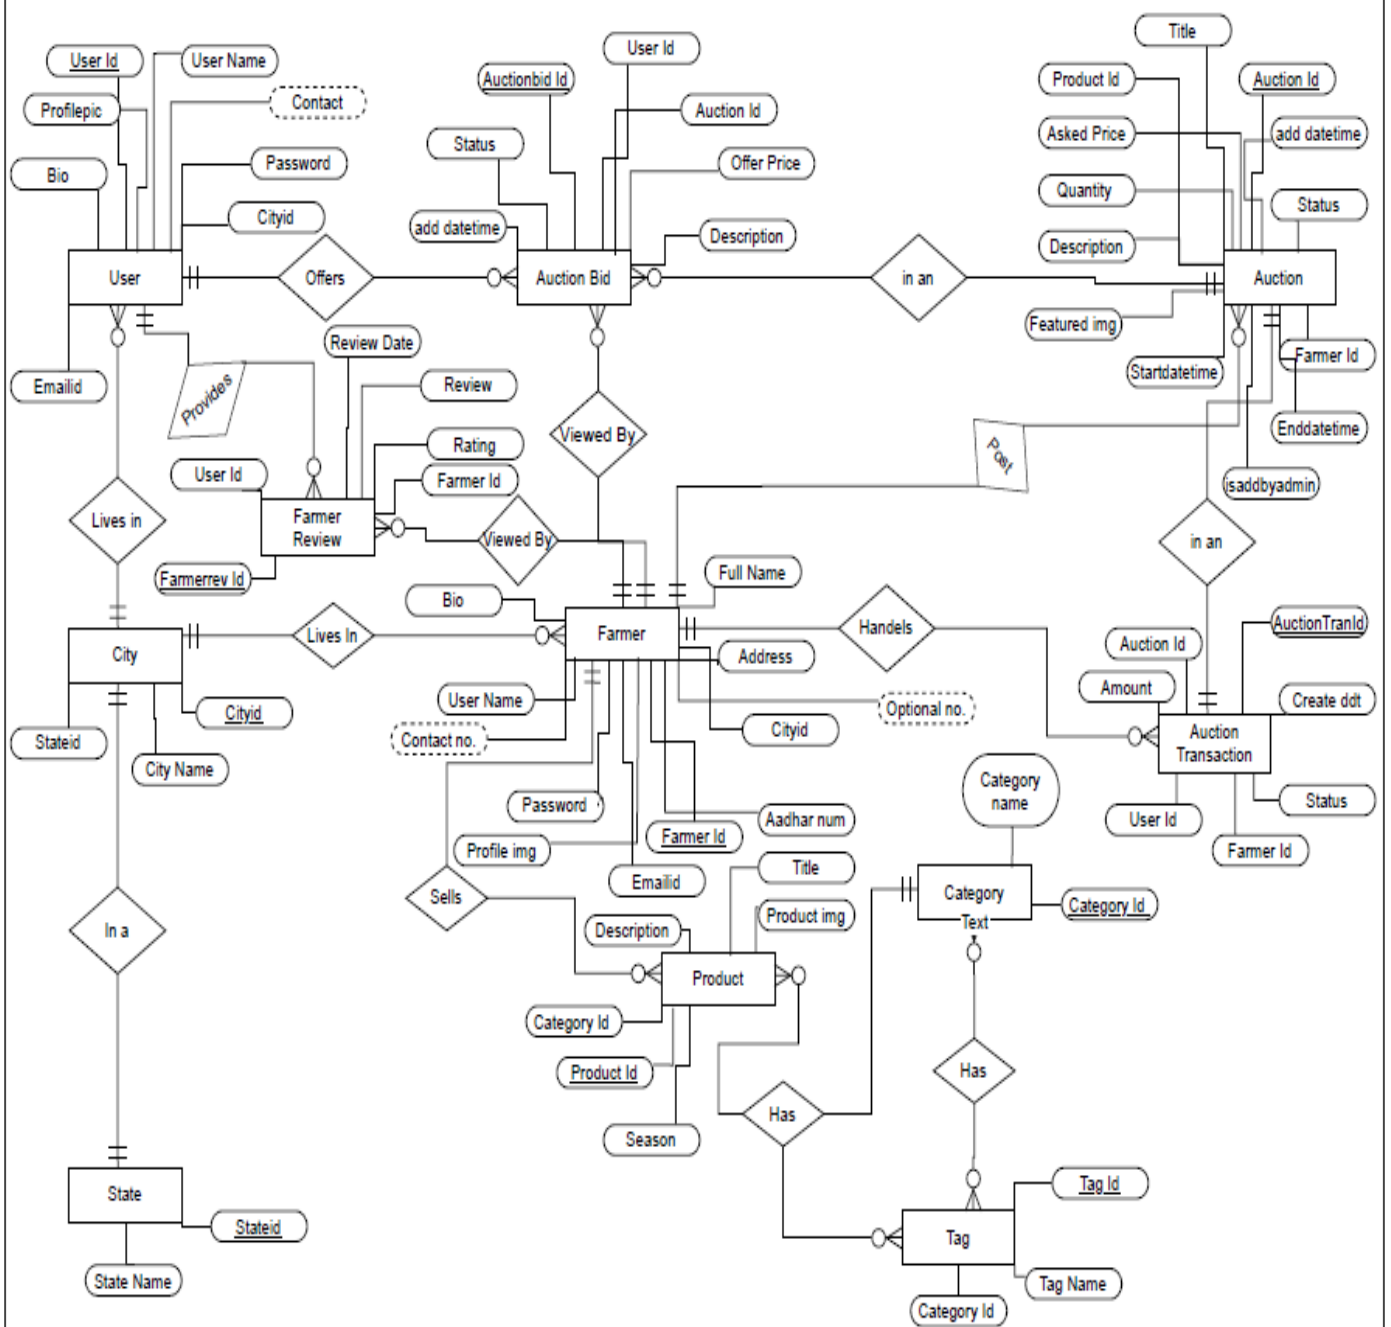 Title
User Id
User Name
User Id
Auctionbid Id
Product Id
Auction Id
Contact
Profilepic
Auction Id
Asked Price
add datetime
Status
Password
Offer Price
Bio
Quantity
Status
Cityid
add datetime
Description
Description
User
Offers
Auction Bid
in an
Auction
Featured img
Review Date
Farmer Id
Startdatetime
Emailid
Review
Provides
Enddatetime
Viewed By
Rating
Post
User Id
Farmer Id
isaddbyadmin
Lives in
Farmer
Review
Viewed By
in an
Farmerrev Id
Full Name
Bio
AuctionTranId
Lives In
Farmer
Handels
Auction Id
City
Address
Amount
User Name
Create ddt
Cityid
Optional no.
Stateid
Contact no.
Cityid
Auction
Transaction
City Name
Category
name
Password
Aadhar num
Status
User Id
Profile img
Farmer Id
Farmer Id
Title
Emailid
Sells
Category
Text
Category Id
Product img
In a
Description
Product
Category Id
Product Id
Has
Has
Season
Tag Id
State
Stateid
Tag
State Name
Tag Name
Category Id